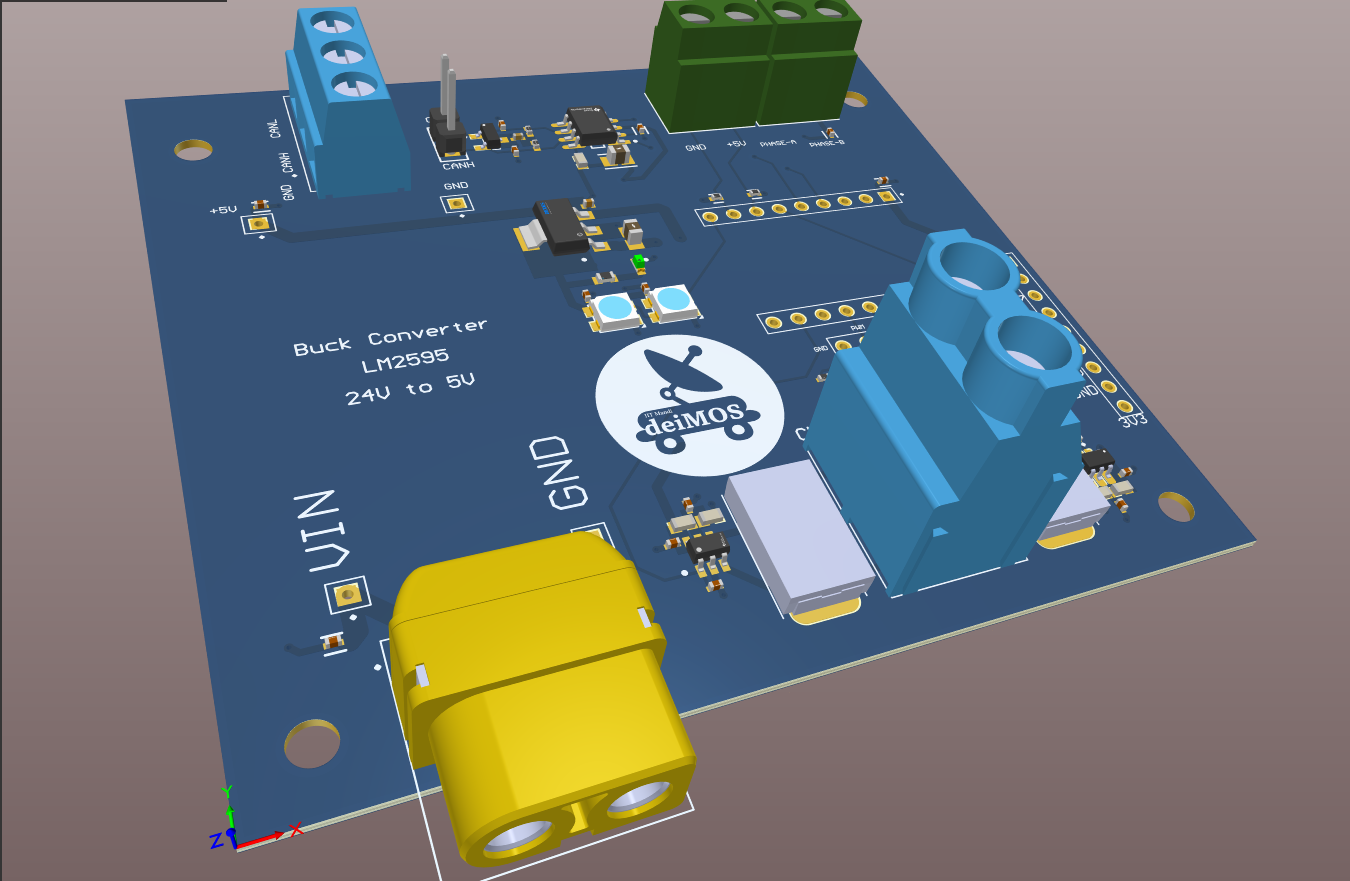 CANL
CANH
GND
+5V
CANH
GND
GND
+5V
PHASE-A
PHASE-B
Buck Converter
LM2595
24V to 5V
PWM
GND
IIT Mandi
deiMOS
GND
VIN
3V3
Y
Z
X